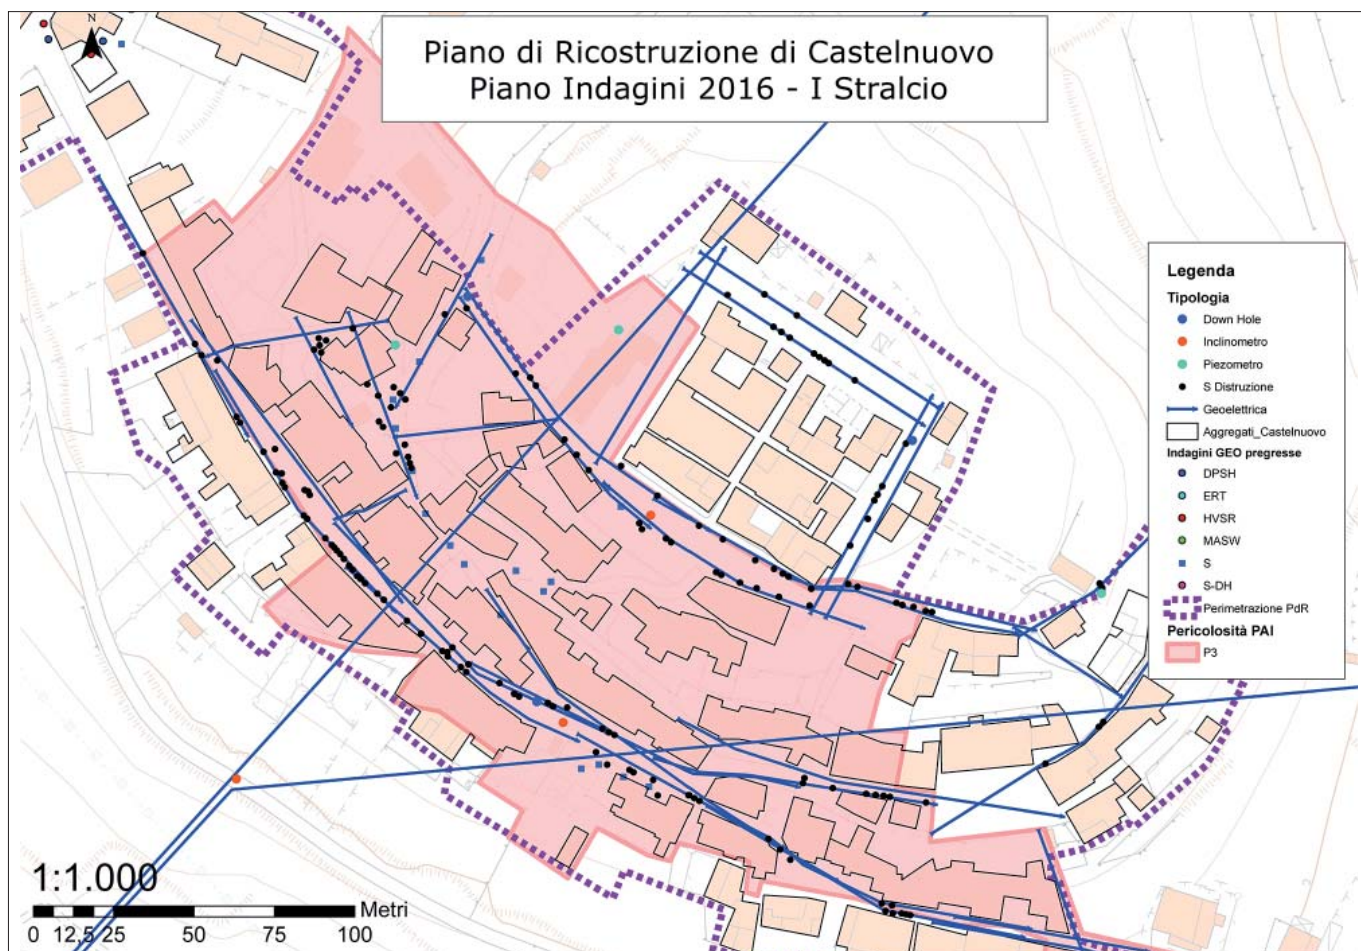 N
Piano di Ricostruzione di Castelnuovo
Piano Indagini 2016 - I Stralcio
Legenda
Tipologia
Down Hole
Inclinometro
Piezometro
S Distruzione
Geoelettrica
Aggregati_Castelnuovo
Indagini GEO pregresse
DPSH
ERT
HVSR
MASW
S
S-DH
Perimetrazione PdR
Pericolosità PAI
P3
1:1.000
Metri
0 12,5 25 50 75 100